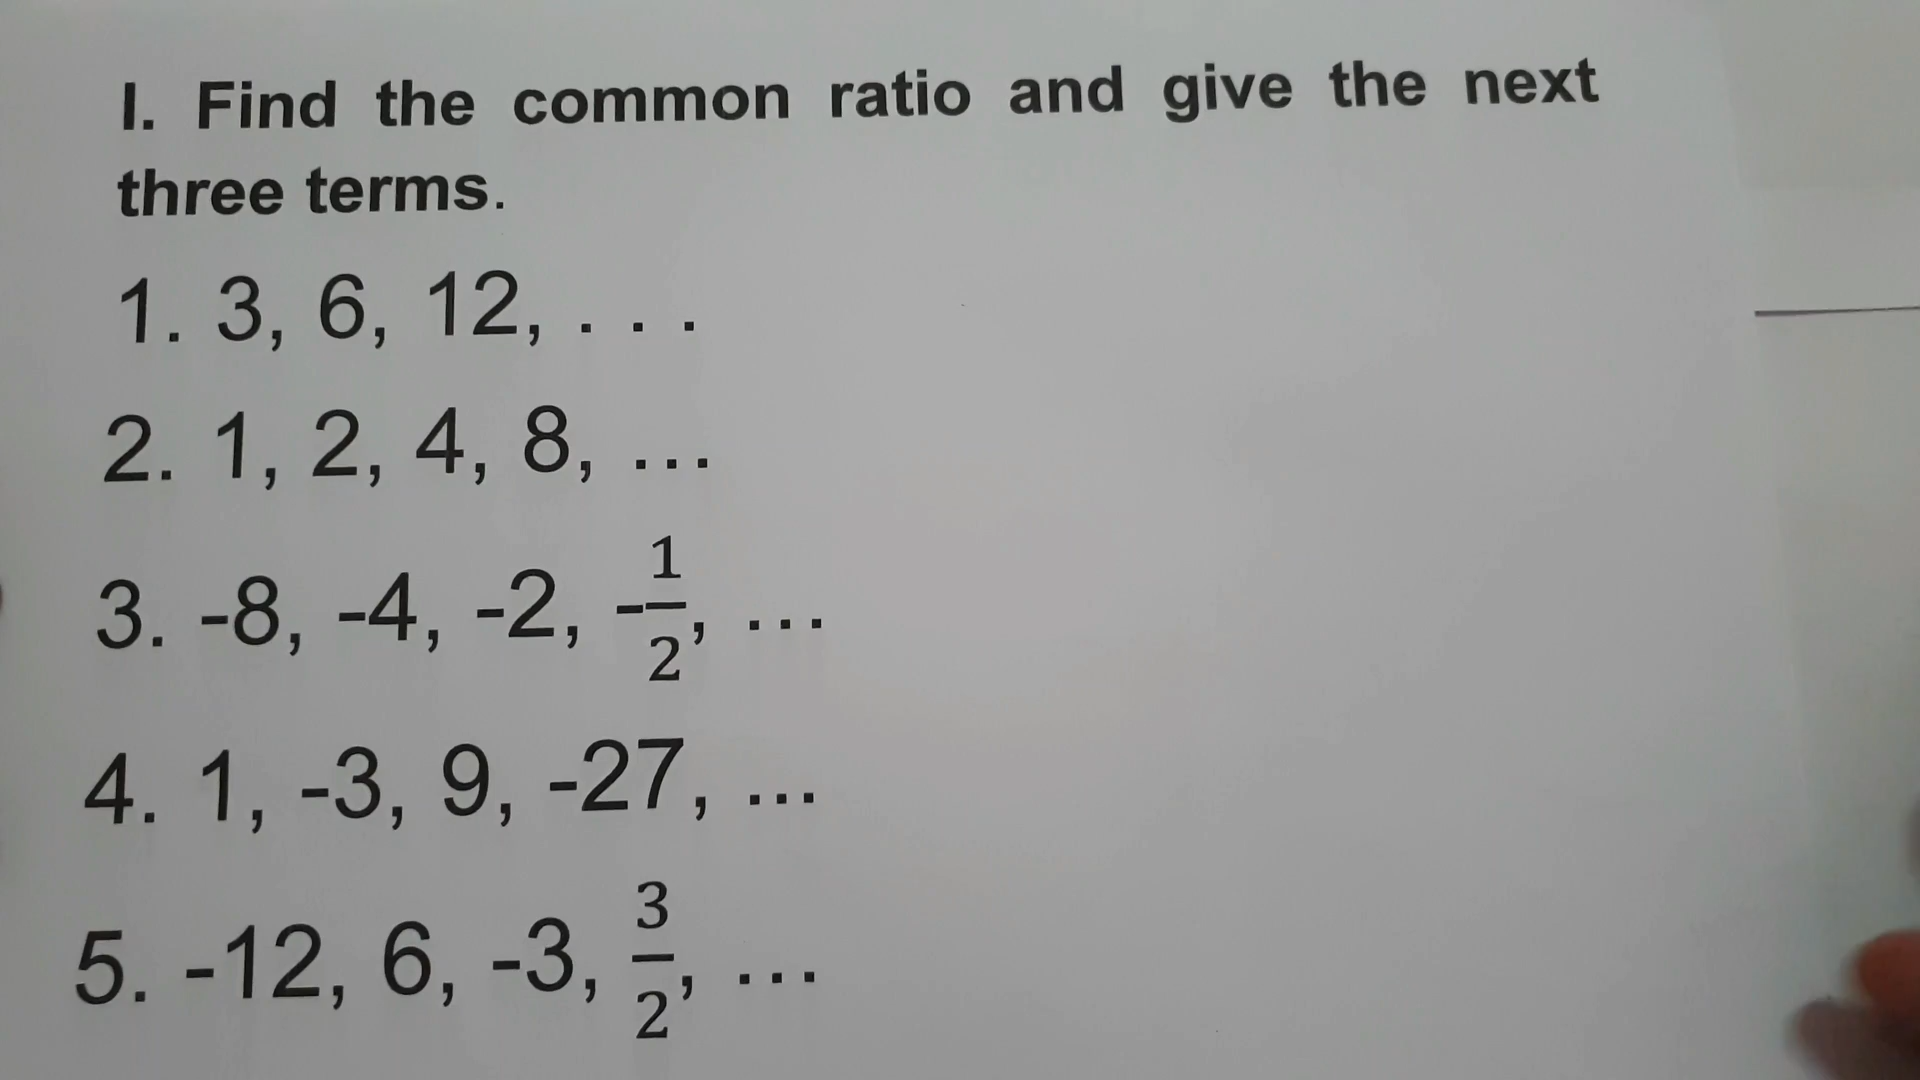 I. Find the common ratio and give the next
three terms.
1. 3, 6, 12, . . .
2. 1, 2, 4, 8, ...
3. -8, -4, -2, -1/2, ...
4. 1, -3, 9, -27, ...
5. -12, 6, -3, 3/2, ...